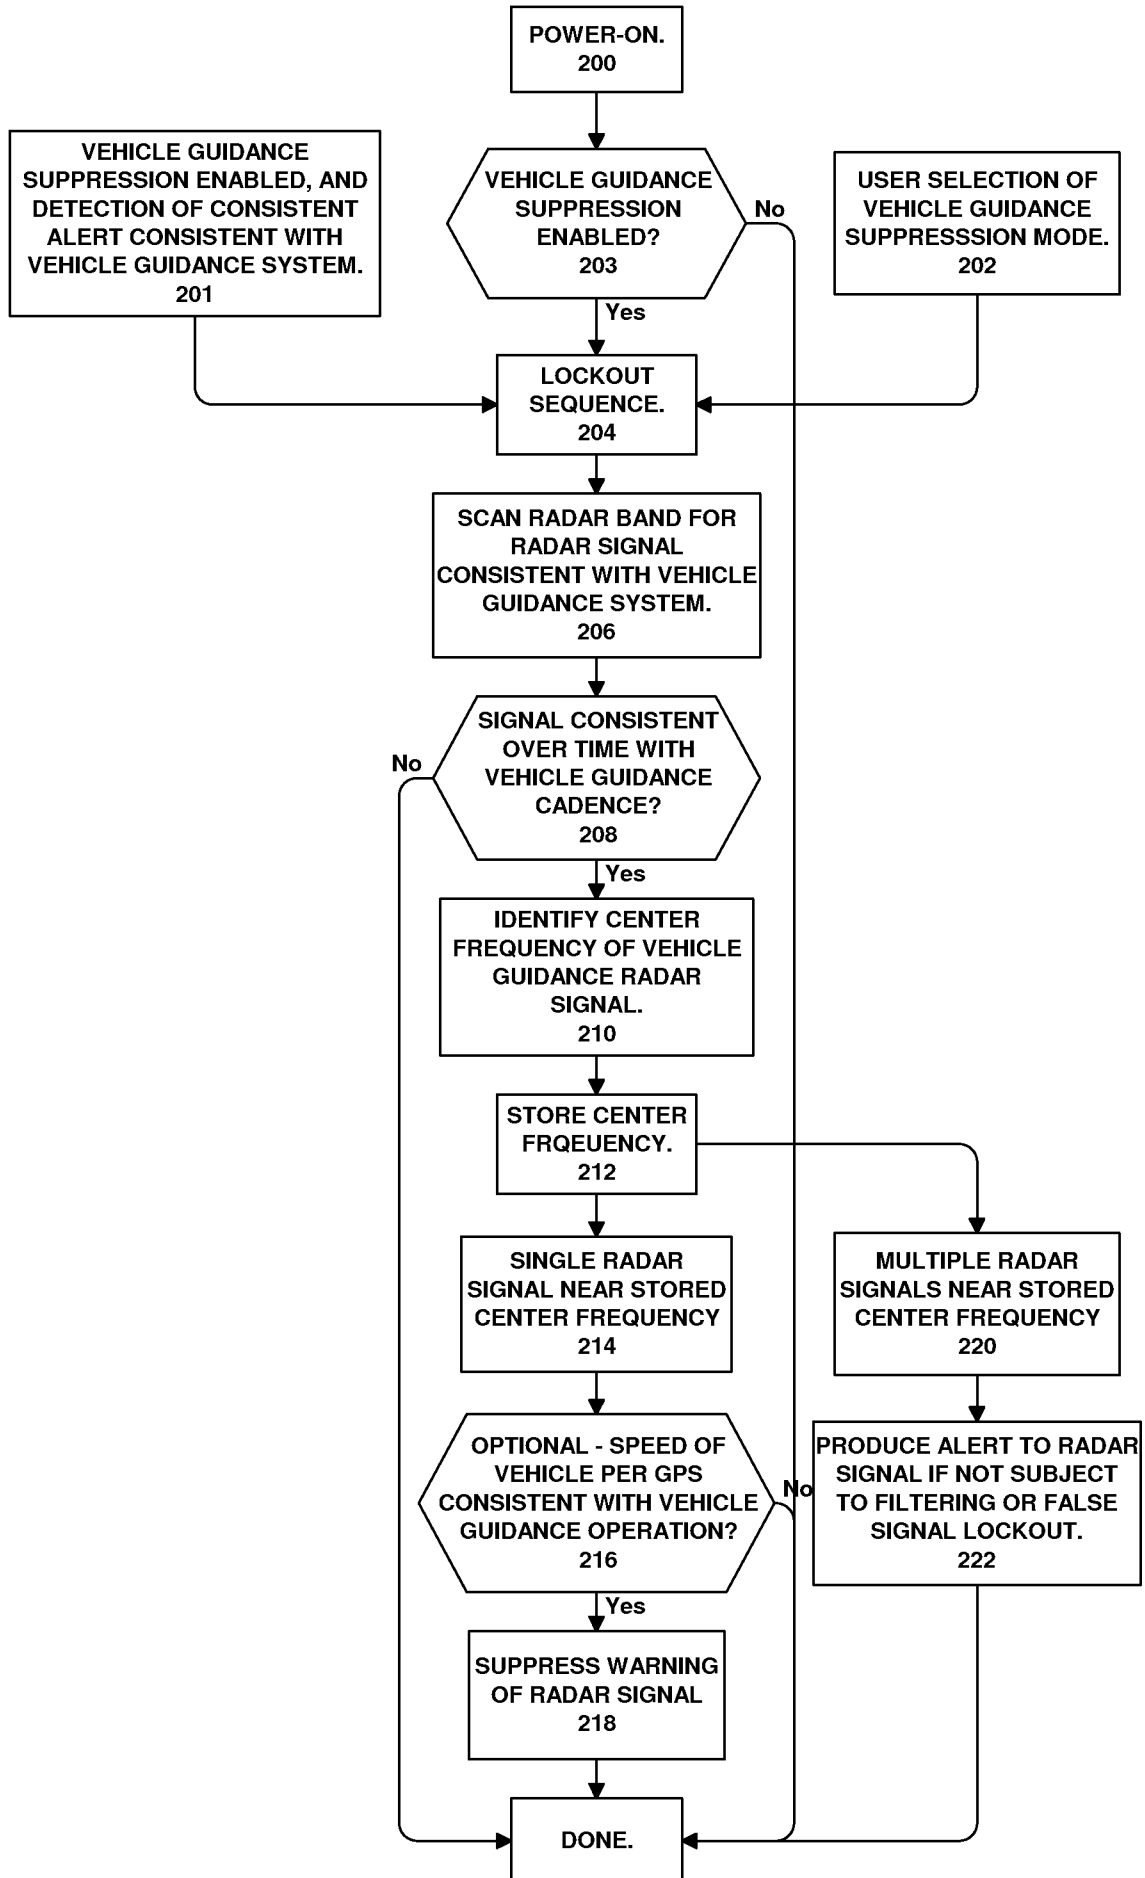 POWER-ON.
200
VEHICLE GUIDANCE
SUPPRESSION ENABLED, AND
DETECTION OF CONSISTENT
ALERT CONSISTENT WITH
VEHICLE GUIDANCE SYSTEM.
201
VEHICLE GUIDANCE
SUPPRESSION
ENABLED?
203
No
Yes
USER SELECTION OF
VEHICLE GUIDANCE
SUPPRESSSION MODE.
202
LOCKOUT
SEQUENCE.
204
SCAN RADAR BAND FOR
RADAR SIGNAL
CONSISTENT WITH VEHICLE
GUIDANCE SYSTEM.
206
SIGNAL CONSISTENT
OVER TIME WITH
VEHICLE GUIDANCE
CADENCE?
208
No
Yes
IDENTIFY CENTER
FREQUENCY OF VEHICLE
GUIDANCE RADAR
SIGNAL.
210
STORE CENTER
FRQEUENCY.
212
SINGLE RADAR
SIGNAL NEAR STORED
CENTER FREQUENCY
214
MULTIPLE RADAR
SIGNALS NEAR STORED
CENTER FREQUENCY
220
OPTIONAL - SPEED OF
VEHICLE PER GPS
CONSISTENT WITH VEHICLE
GUIDANCE OPERATION?
216
No
Yes
PRODUCE ALERT TO RADAR
SIGNAL IF NOT SUBJECT
TO FILTERING OR FALSE
SIGNAL LOCKOUT.
222
SUPPRESS WARNING
OF RADAR SIGNAL
218
DONE.